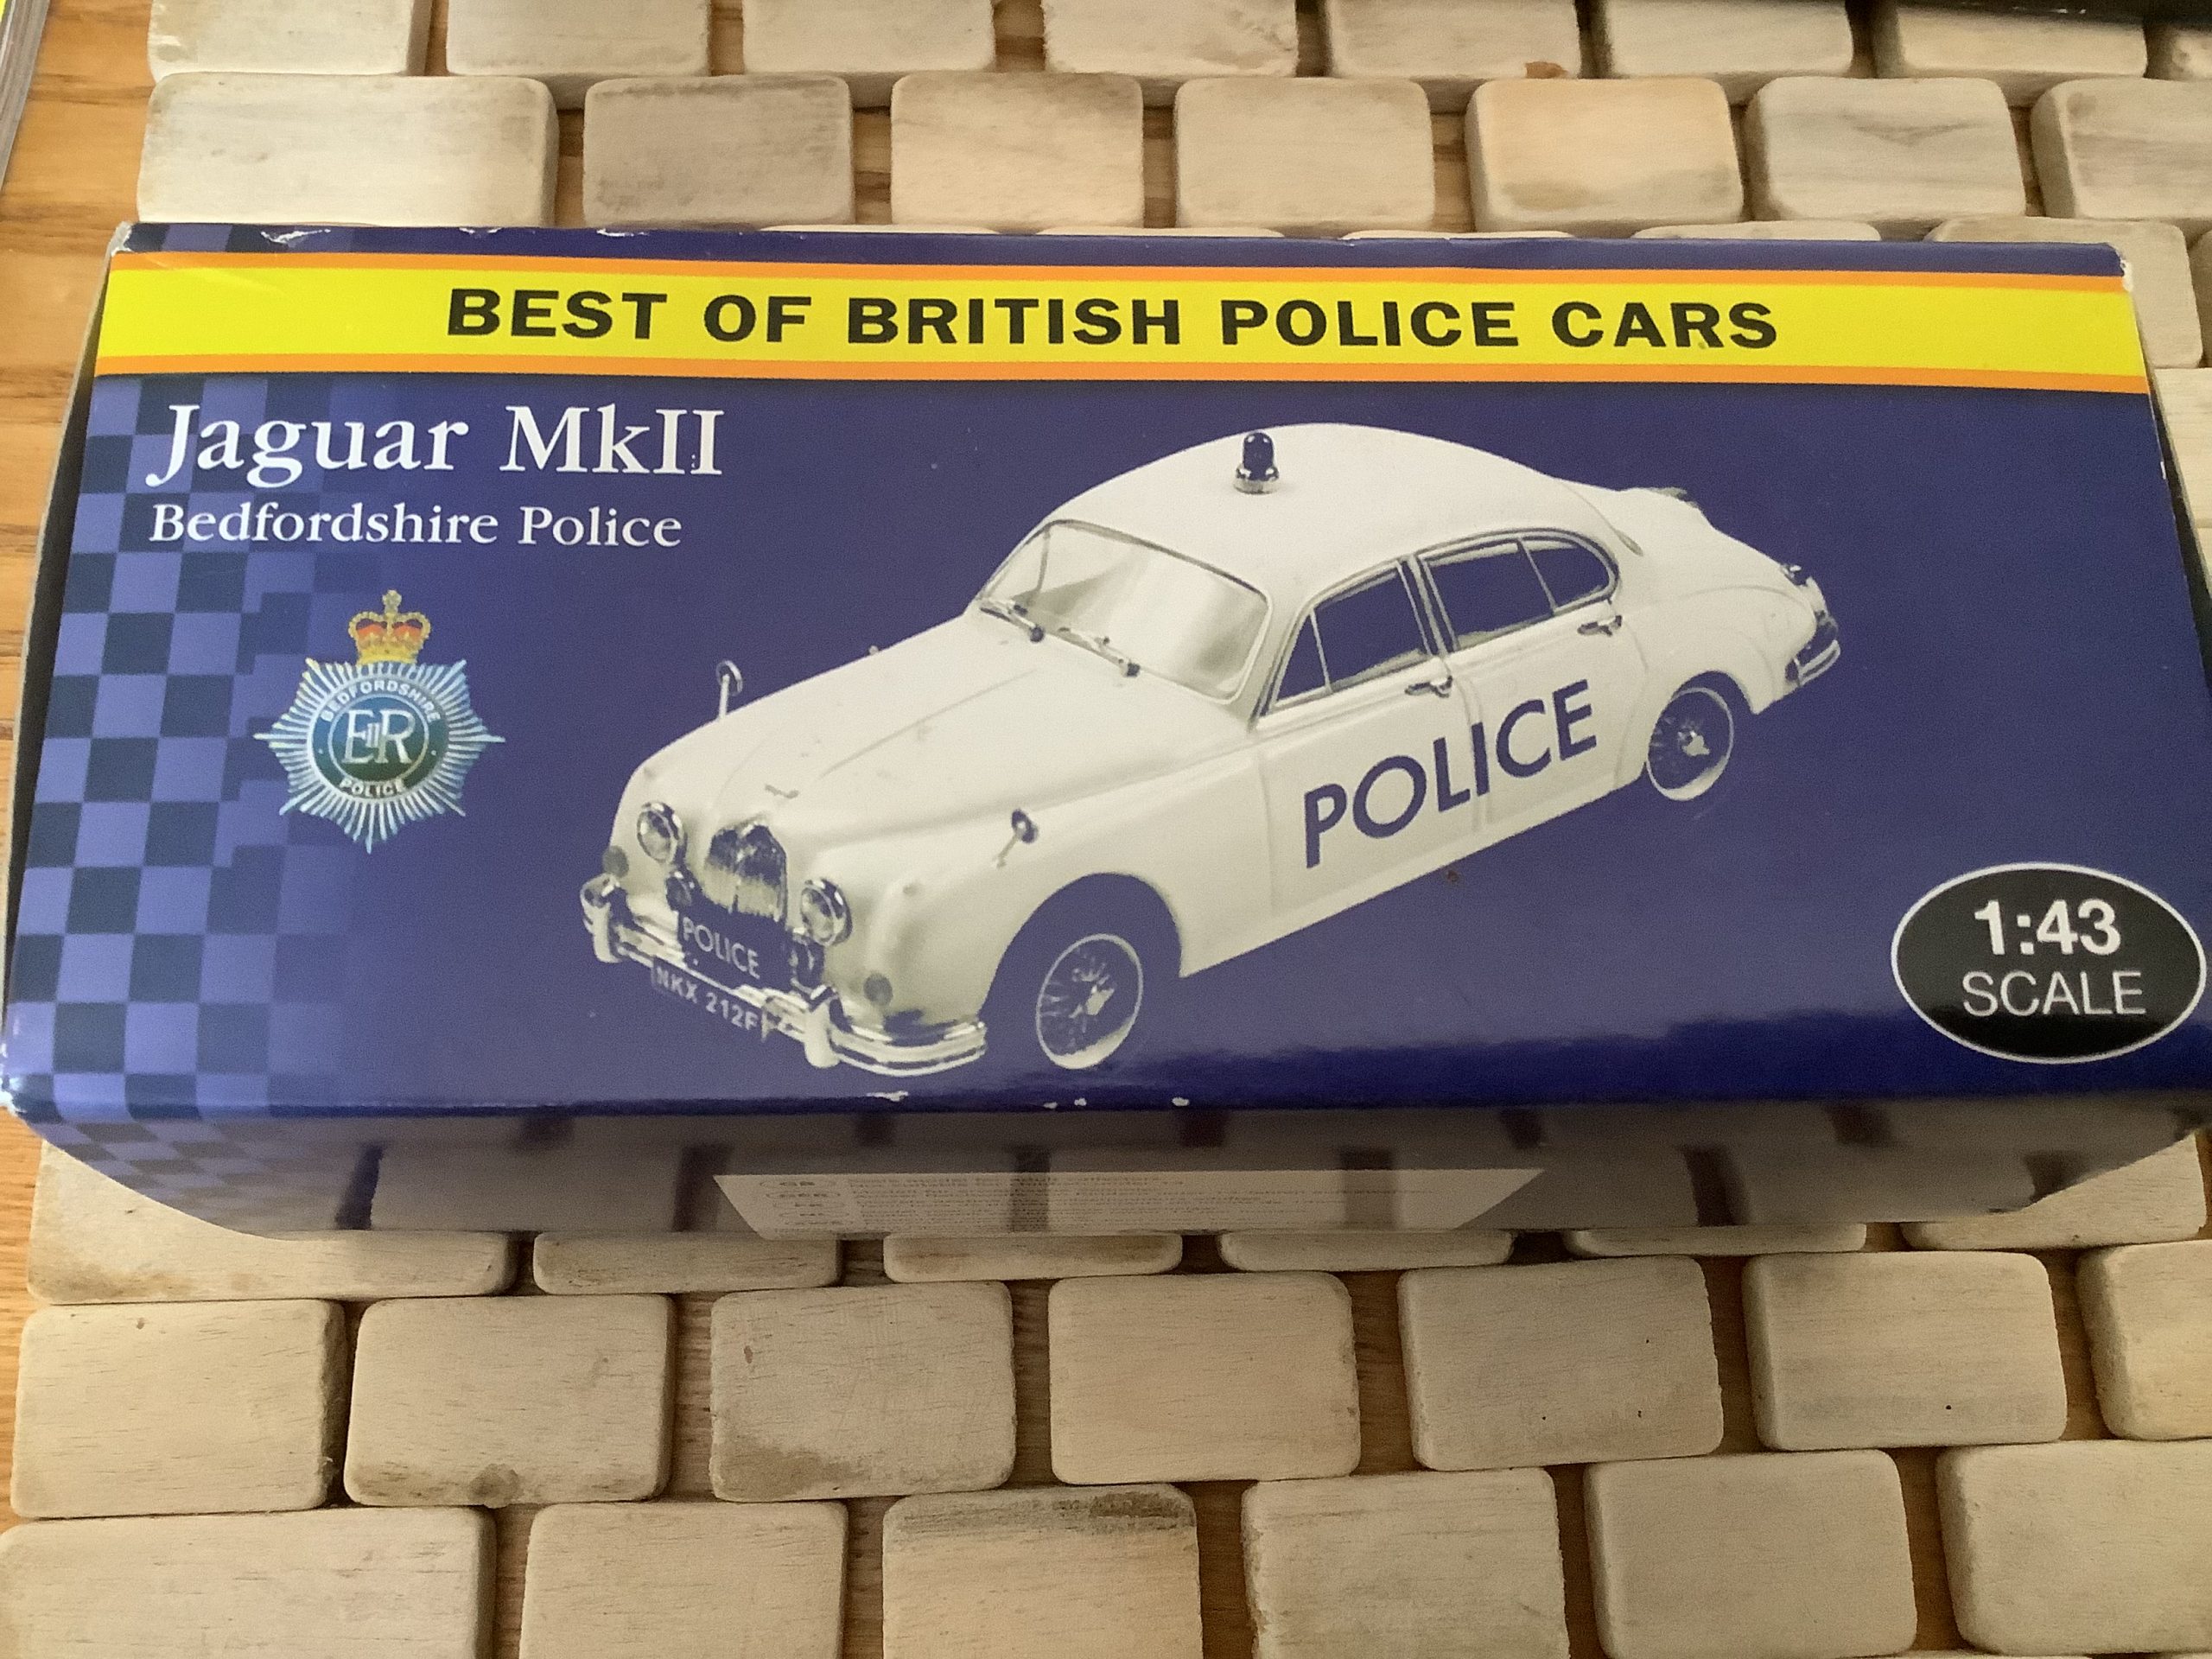 BEST OF BRITISH POLICE CARS
Jaguar MkII
Bedfordshire Police
BEDFORDSHIRE
EIIR
POLICE
POLICE
POLICE
NKX 212F
1:43
SCALE